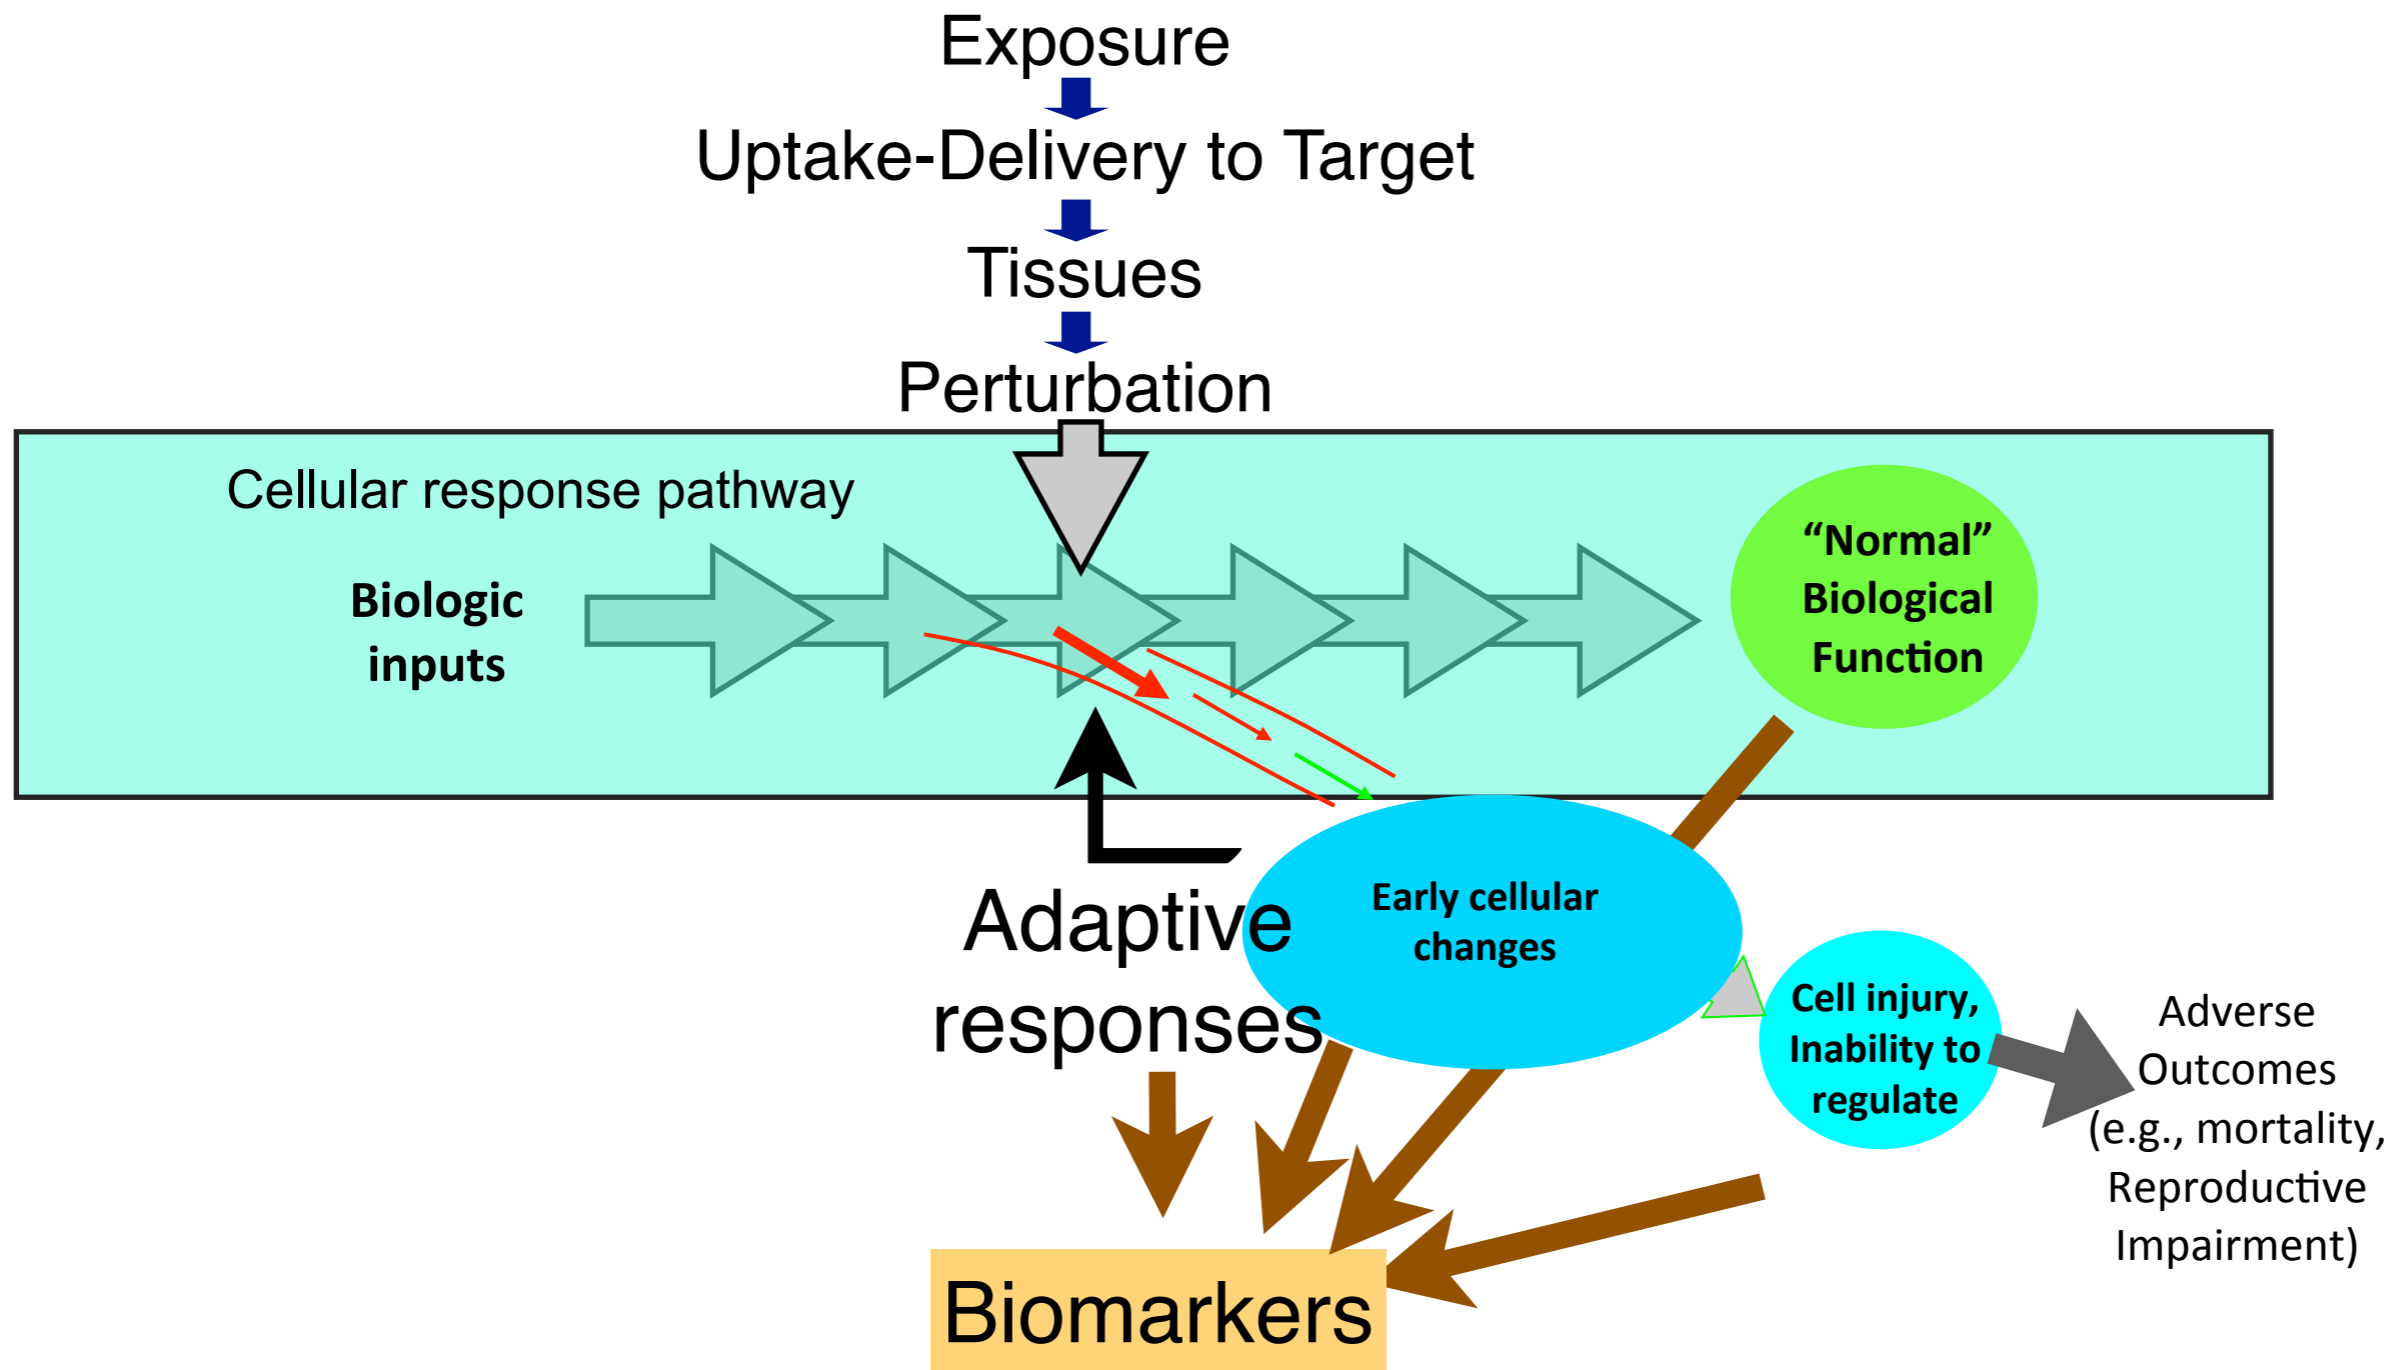 Exposure
Uptake-Delivery to Target
Tissues
Perturbation
Cellular response pathway
Biologic
inputs
“Normal”
Biological
Function
Adaptive
responses
Early cellular
changes
Cell injury,
Inability to
regulate
Adverse
Outcomes
(e.g., mortality,
Reproductive
Impairment)
Biomarkers